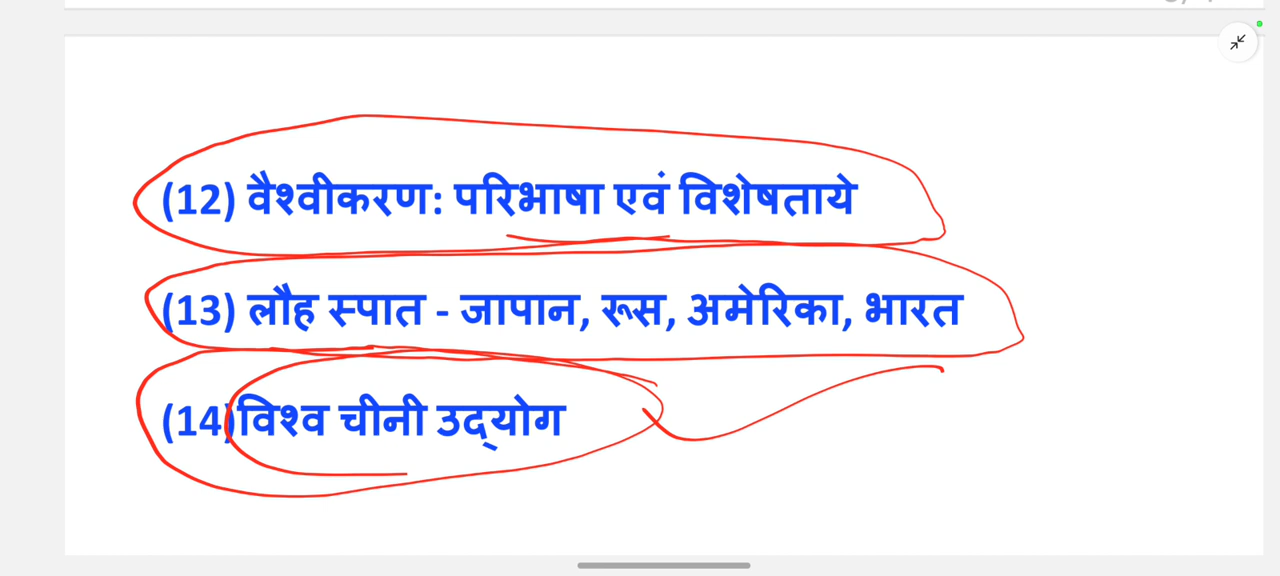 (12) वैश्वीकरण: परिभाषा एवं विशेषताये
(13) लौह स्पात - जापान, रूस, अमेरिका, भारत
(14)विश्व चीनी उद्योग